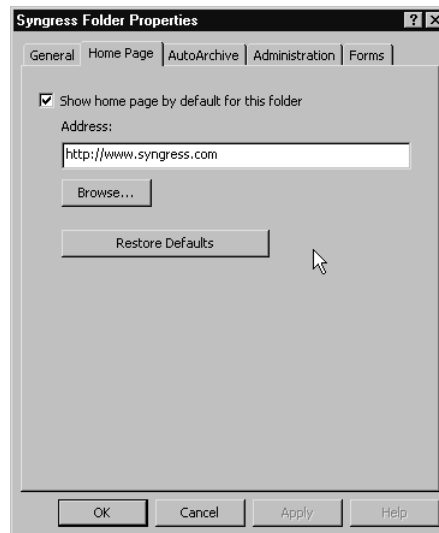 Syngress Folder Properties
General Home Page AutoArchive Administration Forms
Show home page by default for this folder
Address:
http://www.syngress.com
Browse...
Restore Defaults
OK Cancel Apply Help